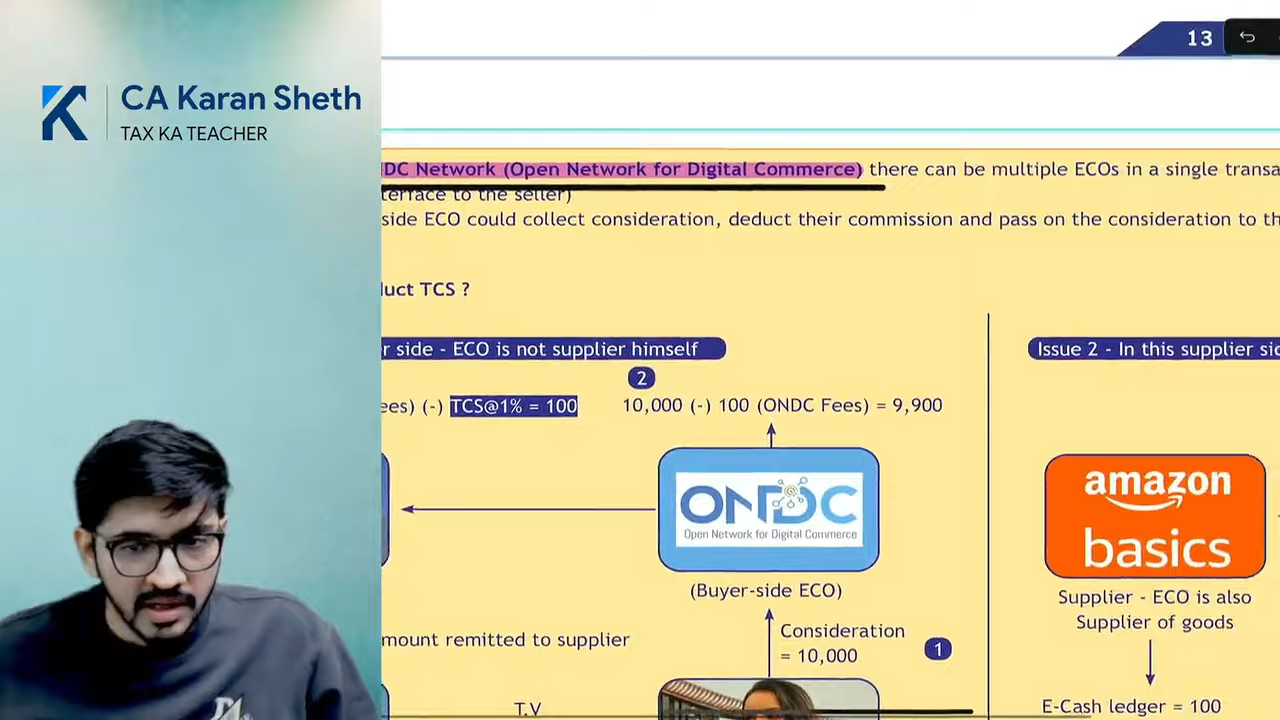 13
CA Karan Sheth
TAX KA TEACHER
DC Network (Open Network for Digital Commerce) there can be multiple ECOs in a single transa
terface to the seller)
side ECO could collect consideration, deduct their commission and pass on the consideration to th
uct TCS ?
r side - ECO is not supplier himself
Issue 2 - In this supplier sid
2
ees) (-) TCS@1% = 100
10,000 (-) 100 (ONDC Fees) = 9,900
ONDC
Open Network for Digital Commerce
(Buyer-side ECO)
amazon
basics
Supplier - ECO is also
Supplier of goods
mount remitted to supplier
Consideration
= 10,000
1
T.V
E-Cash ledger = 100